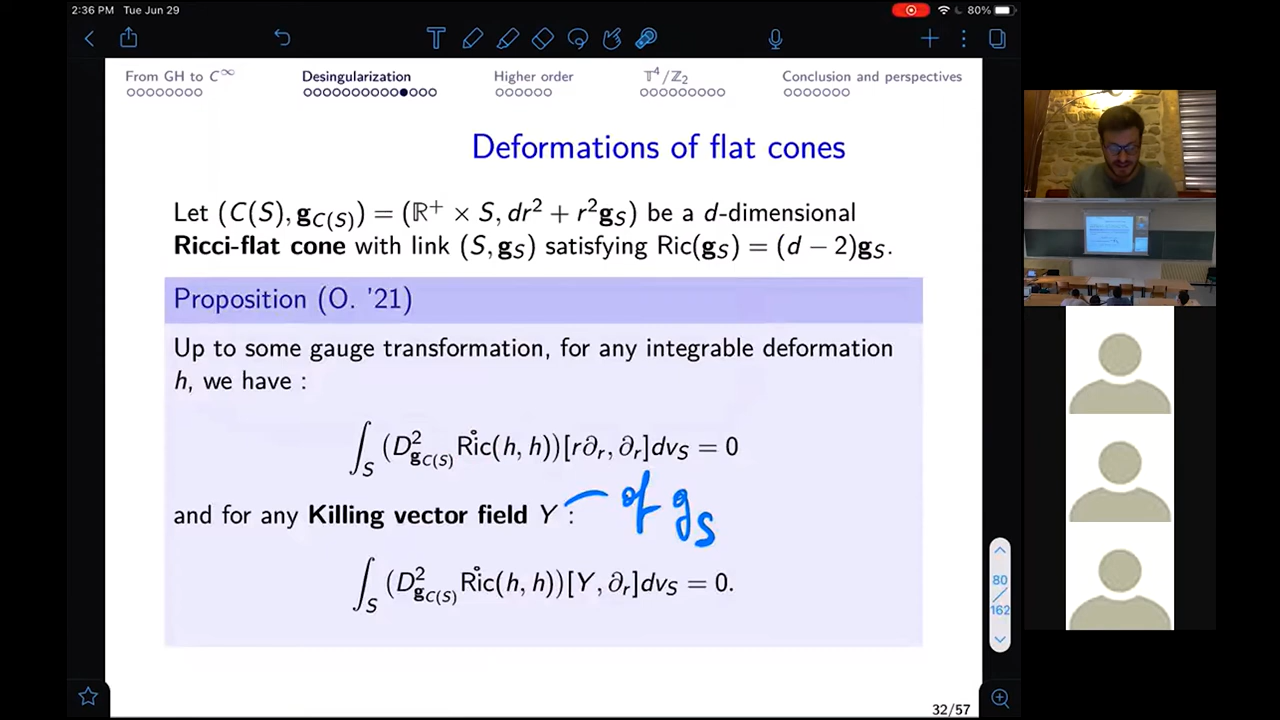 2:36 PM Tue Jun 29
80%
From GH to C^∞ Desingularization Higher order 𝕋⁴/ℤ₂ Conclusion and perspectives
Deformations of flat cones
Let (C(S), g_{C(S)}) = (ℝ⁺ × S, dr² + r²g_S) be a d-dimensional
Ricci-flat cone with link (S, g_S) satisfying Ric(g_S) = (d − 2)g_S.
Proposition (O. '21)
Up to some gauge transformation, for any integrable deformation
h, we have :
∫_S (D²_{g_{C(S)}} Ric̊(h, h))[r∂_r, ∂_r]dv_S = 0
and for any Killing vector field Y : of g_S
∫_S (D²_{g_{C(S)}} Ric̊(h, h))[Y, ∂_r]dv_S = 0.
80
162
32/57